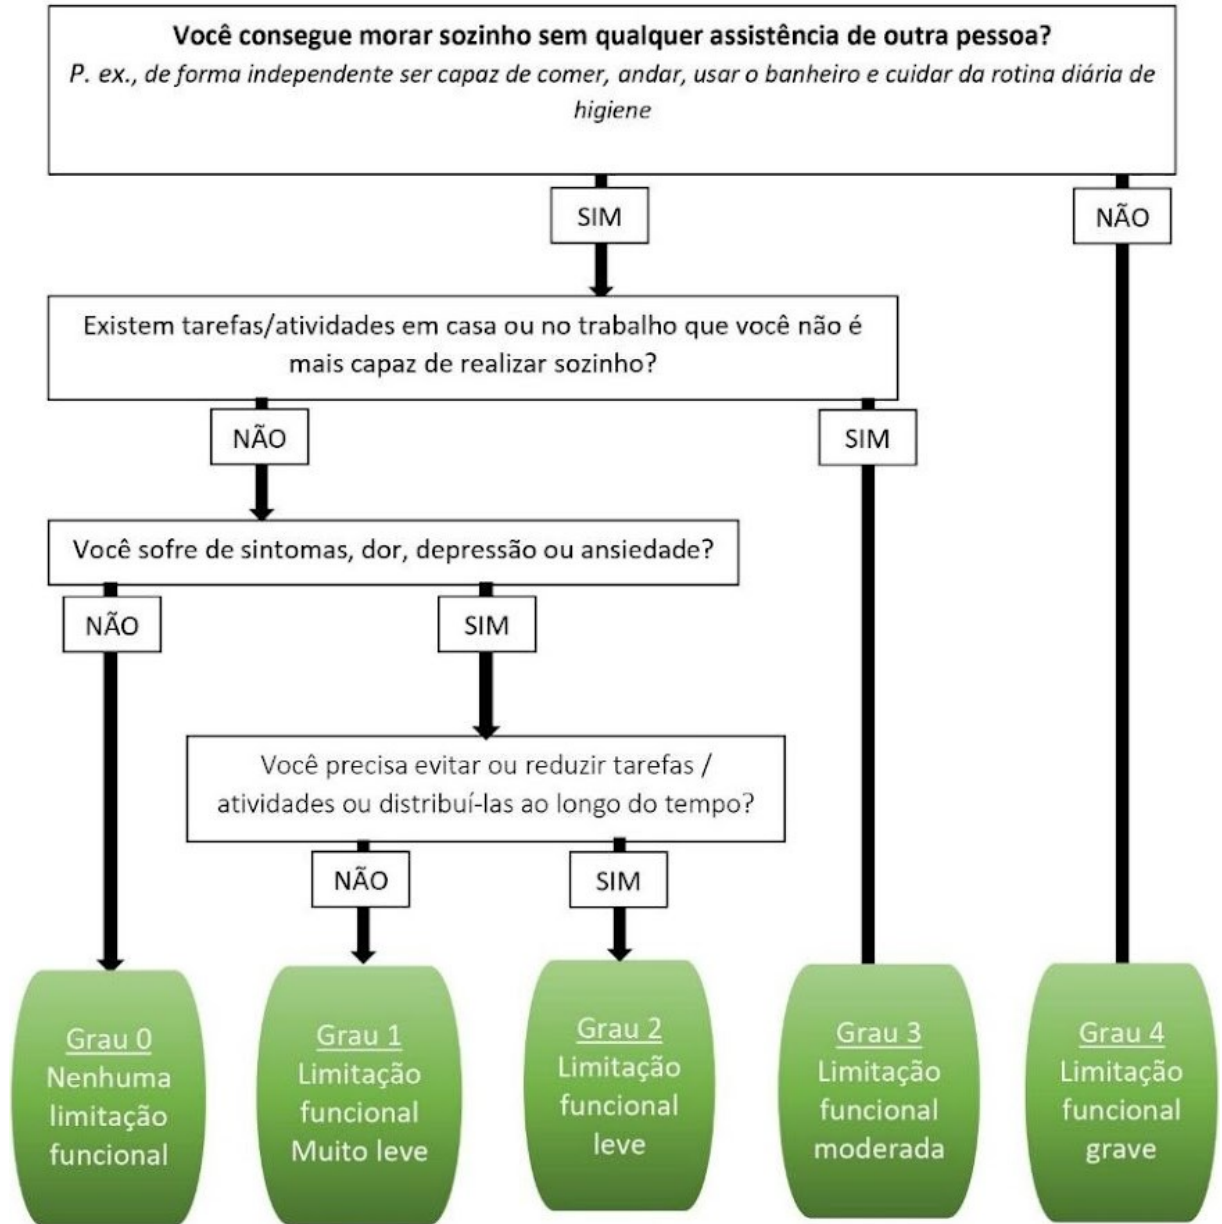 Você consegue morar sozinho sem qualquer assistência de outra pessoa?
P. ex., de forma independente ser capaz de comer, andar, usar o banheiro e cuidar da rotina diária de
higiene
SIM
NÃO
Existem tarefas/atividades em casa ou no trabalho que você não é
mais capaz de realizar sozinho?
NÃO
SIM
Você sofre de sintomas, dor, depressão ou ansiedade?
NÃO
SIM
Você precisa evitar ou reduzir tarefas /
atividades ou distribuí-las ao longo do tempo?
NÃO
SIM
Grau 0
Nenhuma
limitação
funcional
Grau 1
Limitação
funcional
Muito leve
Grau 2
Limitação
funcional
leve
Grau 3
Limitação
funcional
moderada
Grau 4
Limitação
funcional
grave